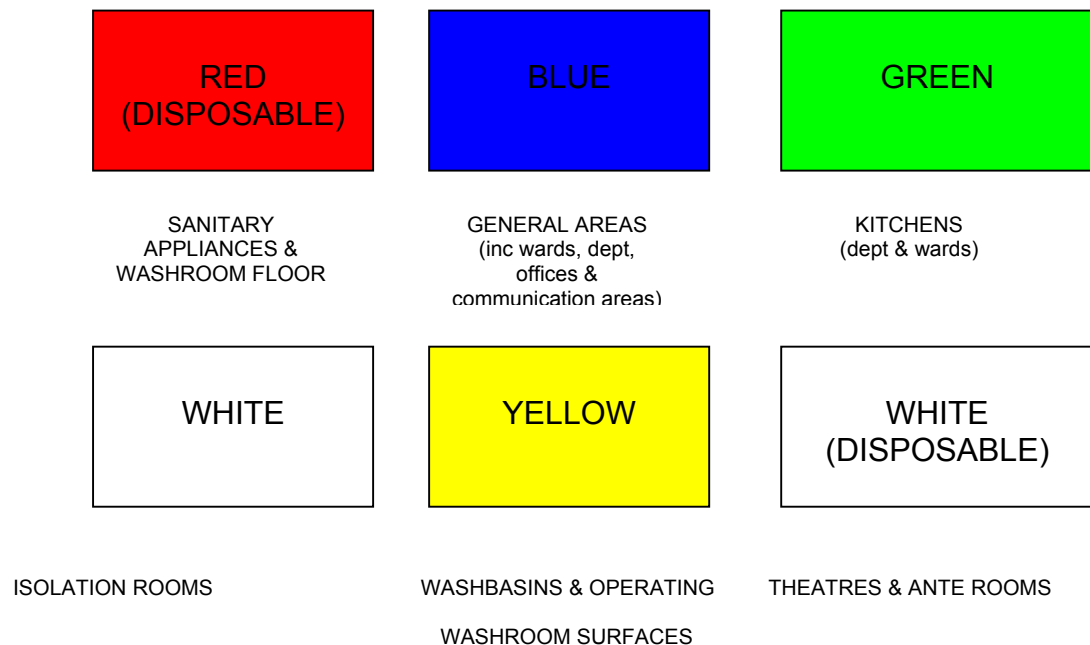 RED
(DISPOSABLE)
BLUE
GREEN
SANITARY
APPLIANCES &
WASHROOM FLOOR
GENERAL AREAS
(inc wards, dept,
offices &
communication areas)
KITCHENS
(dept & wards)
WHITE
YELLOW
WHITE
(DISPOSABLE)
ISOLATION ROOMS
WASHBASINS & OPERATING
WASHROOM SURFACES
THEATRES & ANTE ROOMS